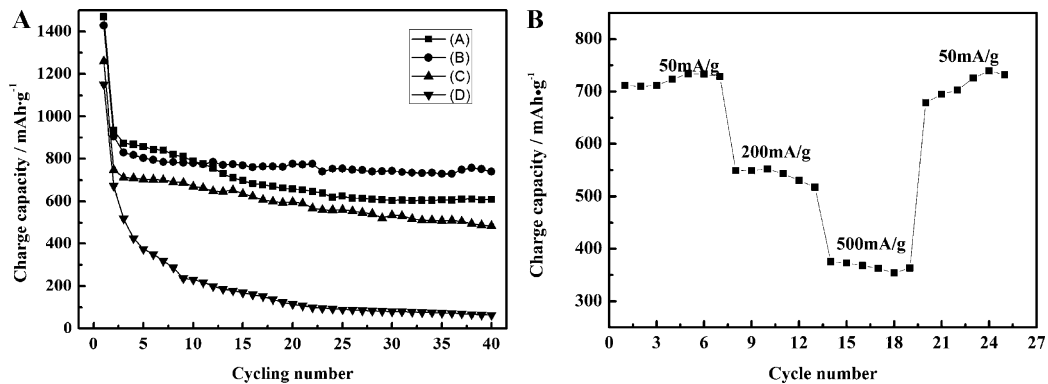 A
1400
1200
1000
800
600
400
200
0
0 5 10 15 20 25 30 35 40
Charge capacity / mAh•g⁻¹
Cycling number
(A)
(B)
(C)
(D)
B
800
700
600
500
400
300
0 3 6 9 12 15 18 21 24 27
Charge capacity / mAh•g⁻¹
Cycle number
50mA/g
200mA/g
500mA/g
50mA/g